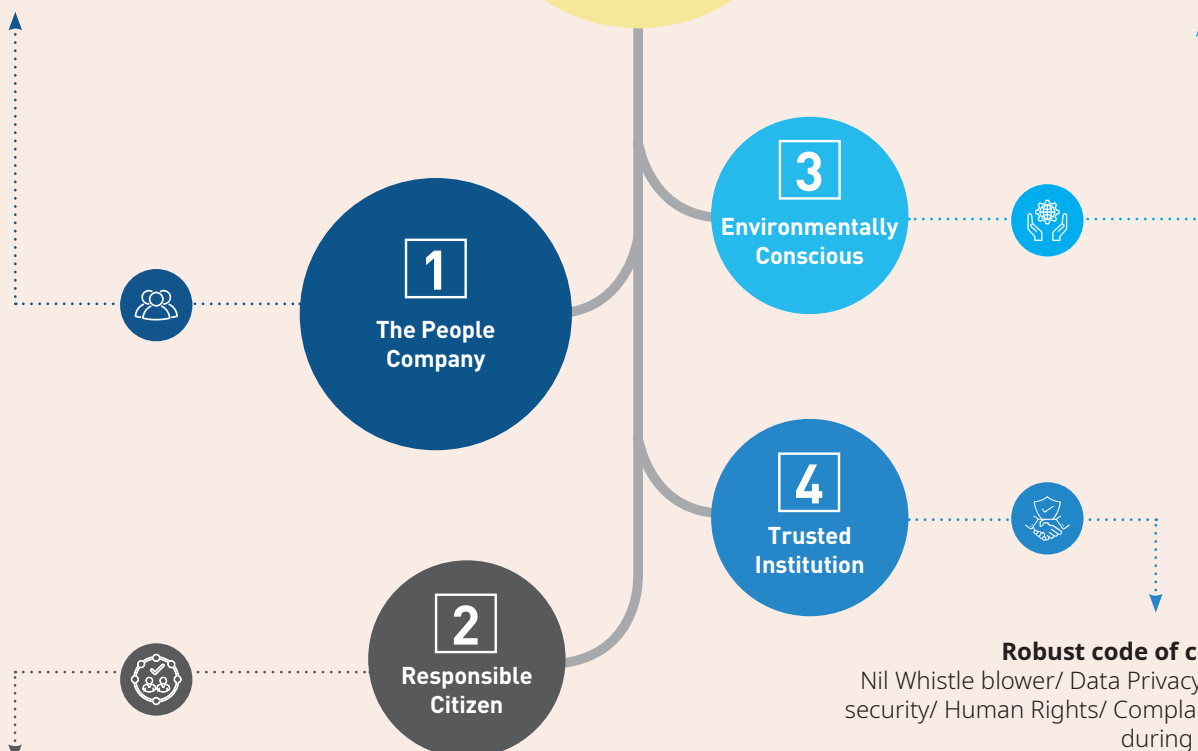 1
The People
Company
2
Responsible
Citizen
3
Environmentally
Conscious
4
Trusted
Institution
Robust code of
Nil Whistle blower/ Data Privacy
security/ Human Rights/
during